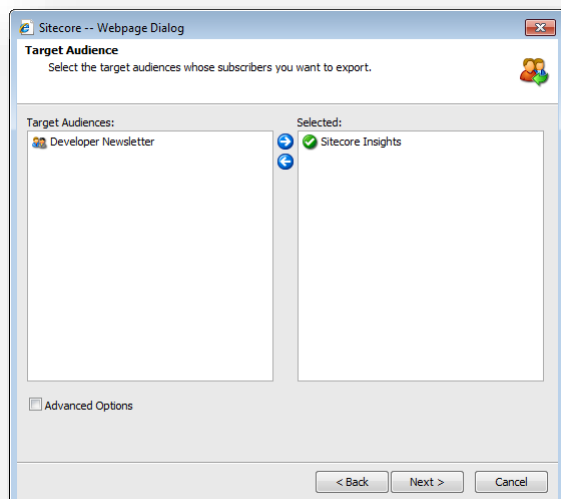 Sitecore -- Webpage Dialog
Target Audience
Select the target audiences whose subscribers you want to export.
Target Audiences:
Selected:
Developer Newsletter
Sitecore Insights
Advanced Options
< Back
Next >
Cancel